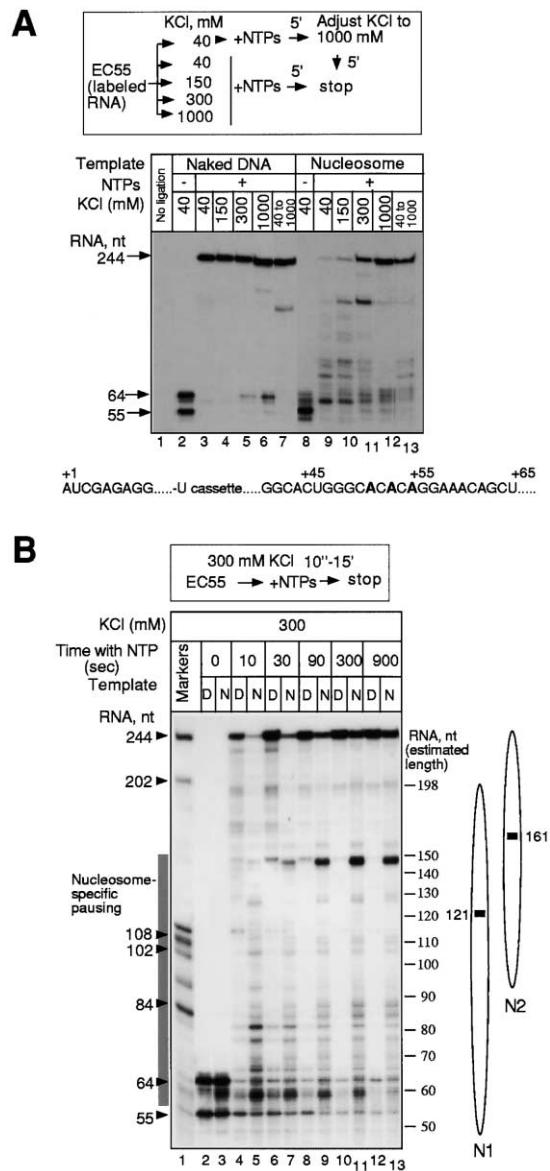 A
KCl, mM 5' Adjust KCl to
40 +NTPs 1000 mM
40 5'
EC55 (labeled RNA) 150 +NTPs 5' stop
300
1000
Template Naked DNA Nucleosome
NTPs - + - +
KCl (mM) No ligation 40 40 150 300 1000 40 to 1000 40 40 150 300 1000 40 to 1000
RNA, nt
244
64
55
1 2 3 4 5 6 7 8 9 10 11 12 13
+1 +45 +55 +65
AUCGAGAGG.....-U cassette.....GGCACUGGGCACACAGGAAACAGCU.....
B
300 mM KCl 10"-15'
EC55 +NTPs stop
KCl (mM) 300
Time with NTP (sec) 0 10 30 90 300 900
Template D N D N D N D N D N D N
Markers
RNA, nt
244 RNA, nt (estimated length)
202
198
150
161
Nucleosome-specific pausing
140
130
121 120
108
110
102
100
N2
84
90
80
70
64
60
55
50
1 2 3 4 5 6 7 8 9 10 11 12 13
N1